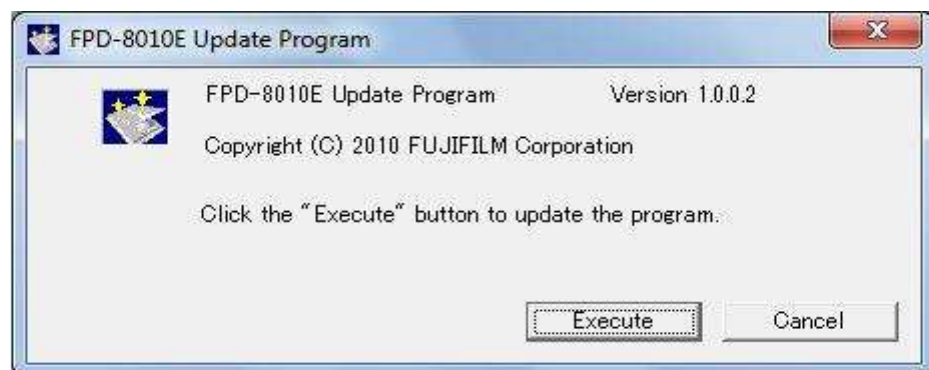 FPD-8010E Update Program
FPD-8010E Update Program Version 1.0.0.2
Copyright (C) 2010 FUJIFILM Corporation
Click the "Execute" button to update the program.
Execute Cancel